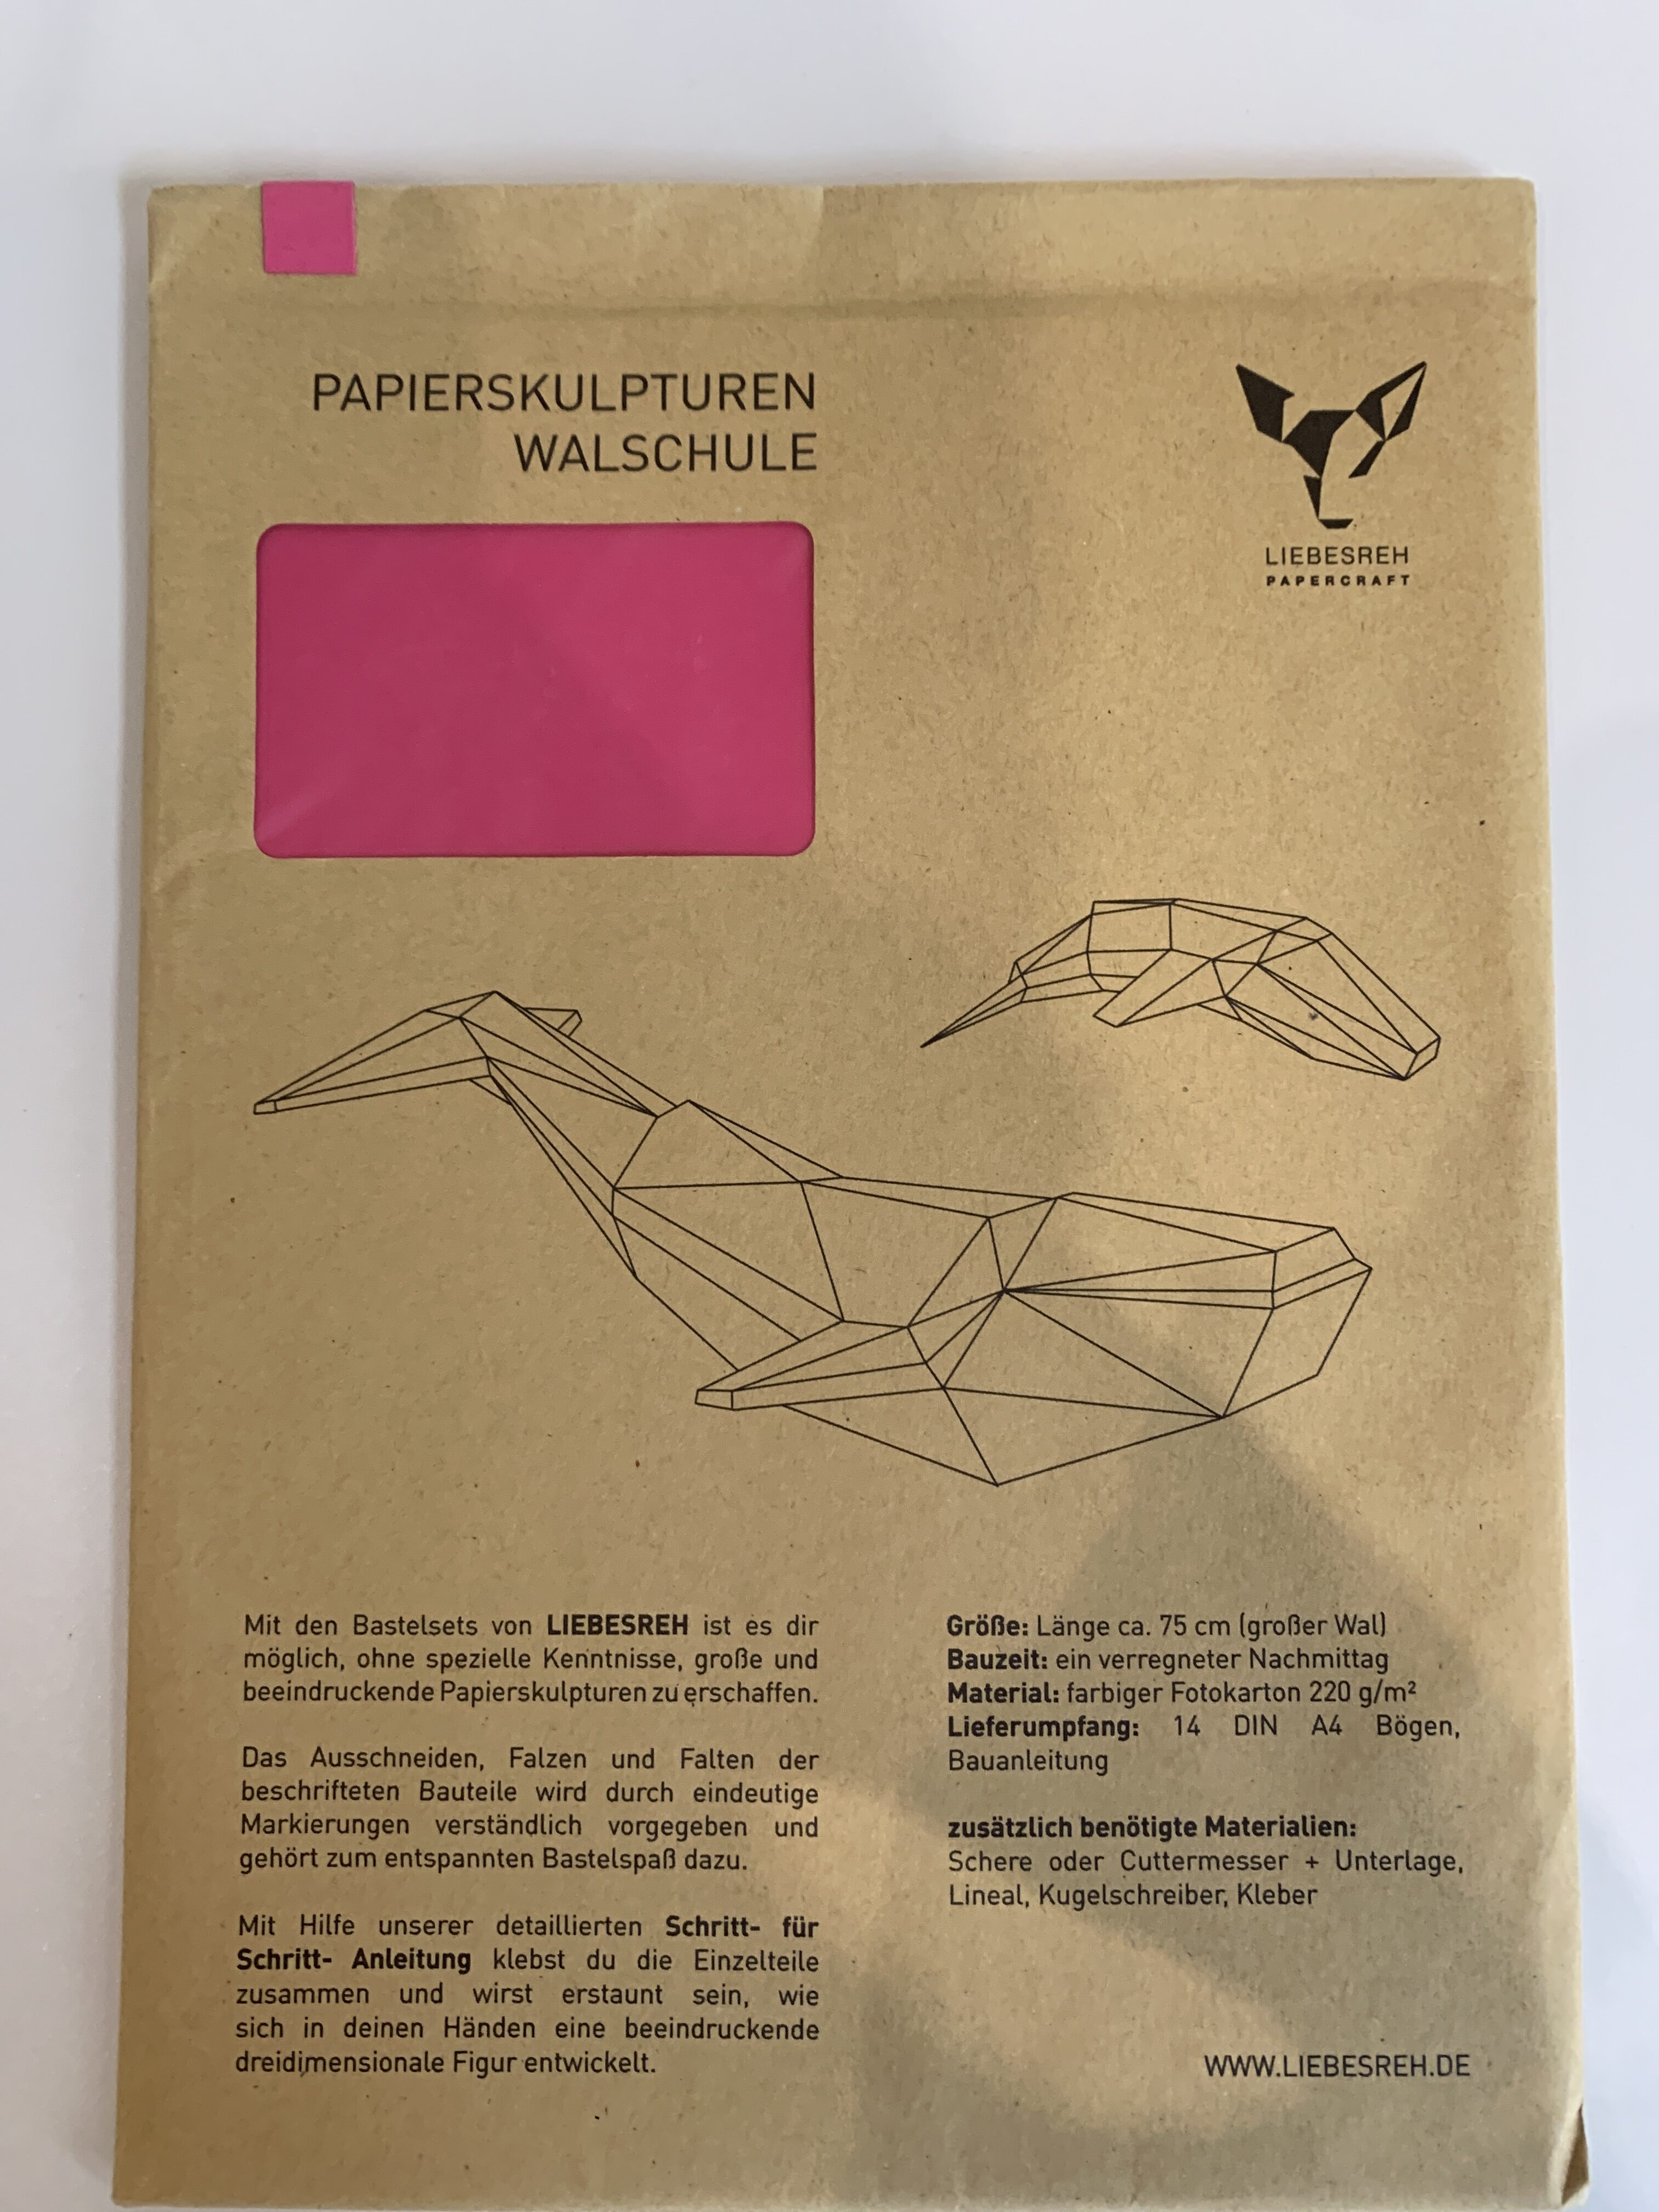 PAPIERSKULPTUREN
WALSCHULE
LIEBESREH
PAPERCRAFT
Mit den Bastelsets von LIEBESREH ist es dir
möglich, ohne spezielle Kenntnisse, große und
beeindruckende Papierskulpturen zu erschaffen.
Das Ausschneiden, Falzen und Falten der
beschrifteten Bauteile wird durch eindeutige
Markierungen verständlich vorgegeben und
gehört zum entspannten Bastelspaß dazu.
Mit Hilfe unserer detaillierten Schritt- für
Schritt- Anleitung klebst du die Einzelteile
zusammen und wirst erstaunt sein, wie
sich in deinen Händen eine beeindruckende
dreidimensionale Figur entwickelt.
Größe: Länge ca. 75 cm (großer Wal)
Bauzeit: ein verregneter Nachmittag
Material: farbiger Fotokarton 220 g/m²
Lieferumpfang: 14 DIN A4 Bögen,
Bauanleitung
zusätzlich benötigte Materialien:
Schere oder Cuttermesser + Unterlage,
Lineal, Kugelschreiber, Kleber
WWW.LIEBESREH.DE